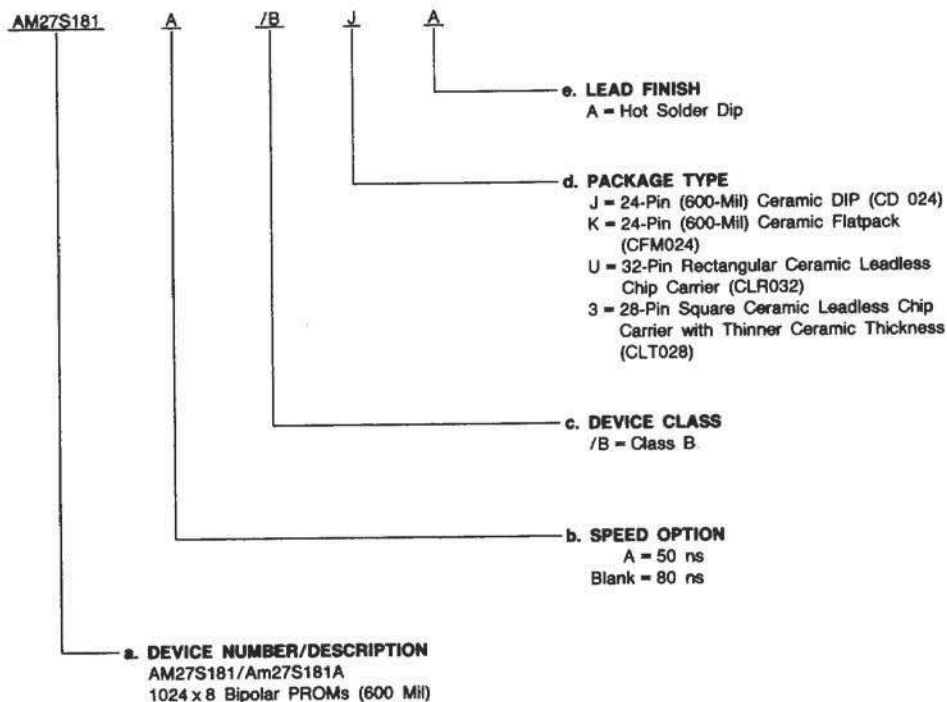 AM27S181 A /B J A
e. LEAD FINISH
A = Hot Solder Dip
d. PACKAGE TYPE
J = 24-Pin (600-Mil) Ceramic DIP (CD 024)
K = 24-Pin (600-Mil) Ceramic Flatpack
(CFM024)
U = 32-Pin Rectangular Ceramic Leadless
Chip Carrier (CLR032)
3 = 28-Pin Square Ceramic Leadless Chip
Carrier with Thinner Ceramic Thickness
(CLT028)
c. DEVICE CLASS
/B = Class B
b. SPEED OPTION
A = 50 ns
Blank = 80 ns
a. DEVICE NUMBER/DESCRIPTION
AM27S181/Am27S181A
1024 x 8 Bipolar PROMs (600 Mil)